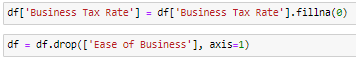 df['Business Tax Rate'] = df['Business Tax Rate'].fillna(0)
df = df.drop(['Ease of Business'], axis=1)